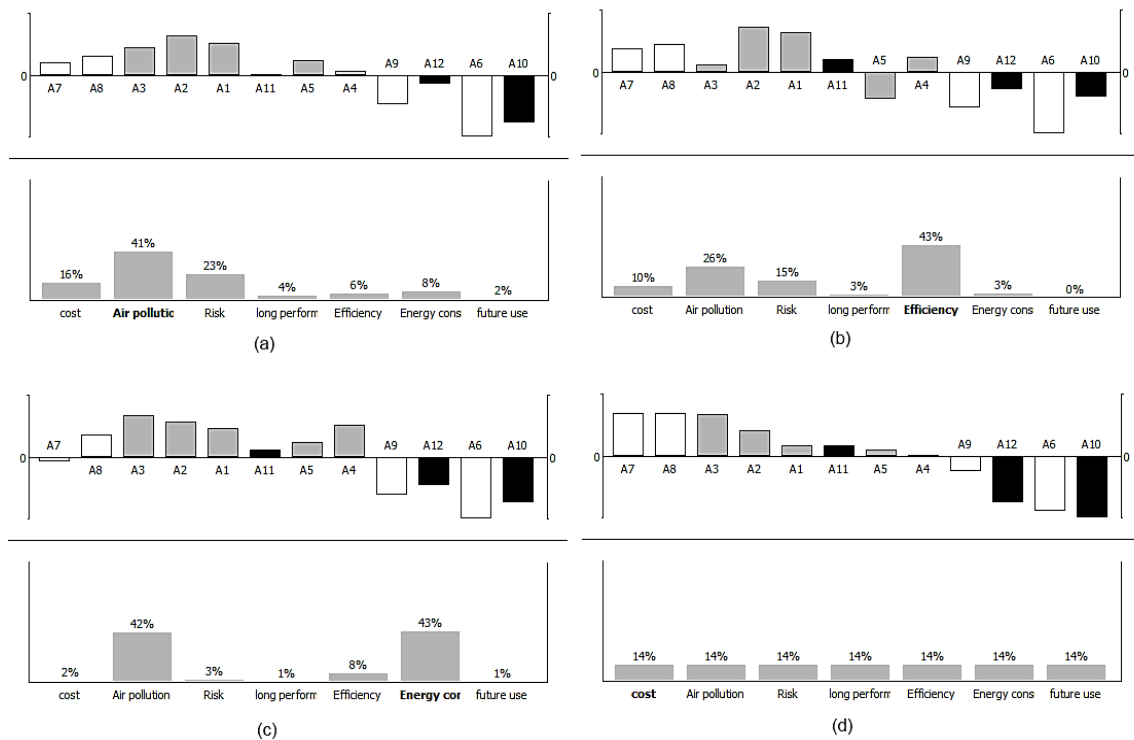 A9 A12 A6 A10
0 0
A7 A8 A3 A2 A1 A11 A5 A4
41%
23%
16%
8%
6%
4%
2%
cost Air pollutic Risk long perform Efficiency Energy cons future use
(a)
A5 A9 A12 A6 A10
0 0
A7 A8 A3 A2 A1 A11 A4
43%
26%
15%
10%
3% 3%
0%
cost Air pollution Risk long perform Efficiency Energy cons future use
(b)
A7 A9 A12 A6 A10
0 0
A8 A3 A2 A1 A11 A5 A4
42% 43%
8%
2% 3% 1% 1%
cost Air pollution Risk long perform Efficiency Energy cor future use
(c)
A9 A12 A6 A10
0 0
A7 A8 A3 A2 A1 A11 A5 A4
14% 14% 14% 14% 14% 14% 14%
cost Air pollution Risk long perform Efficiency Energy cons future use
(d)